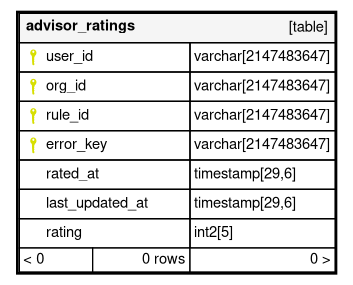 advisor_ratings [table]
user_id varchar[2147483647]
org_id varchar[2147483647]
rule_id varchar[2147483647]
error_key varchar[2147483647]
rated_at timestamp[29,6]
last_updated_at timestamp[29,6]
rating int2[5]
< 0 0 rows 0 >